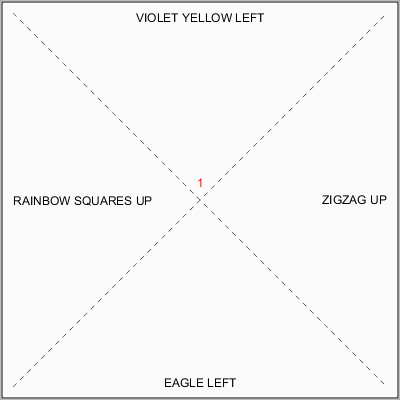 VIOLET YELLOW LEFT
1
RAINBOW SQUARES UP
ZIGZAG UP
EAGLE LEFT